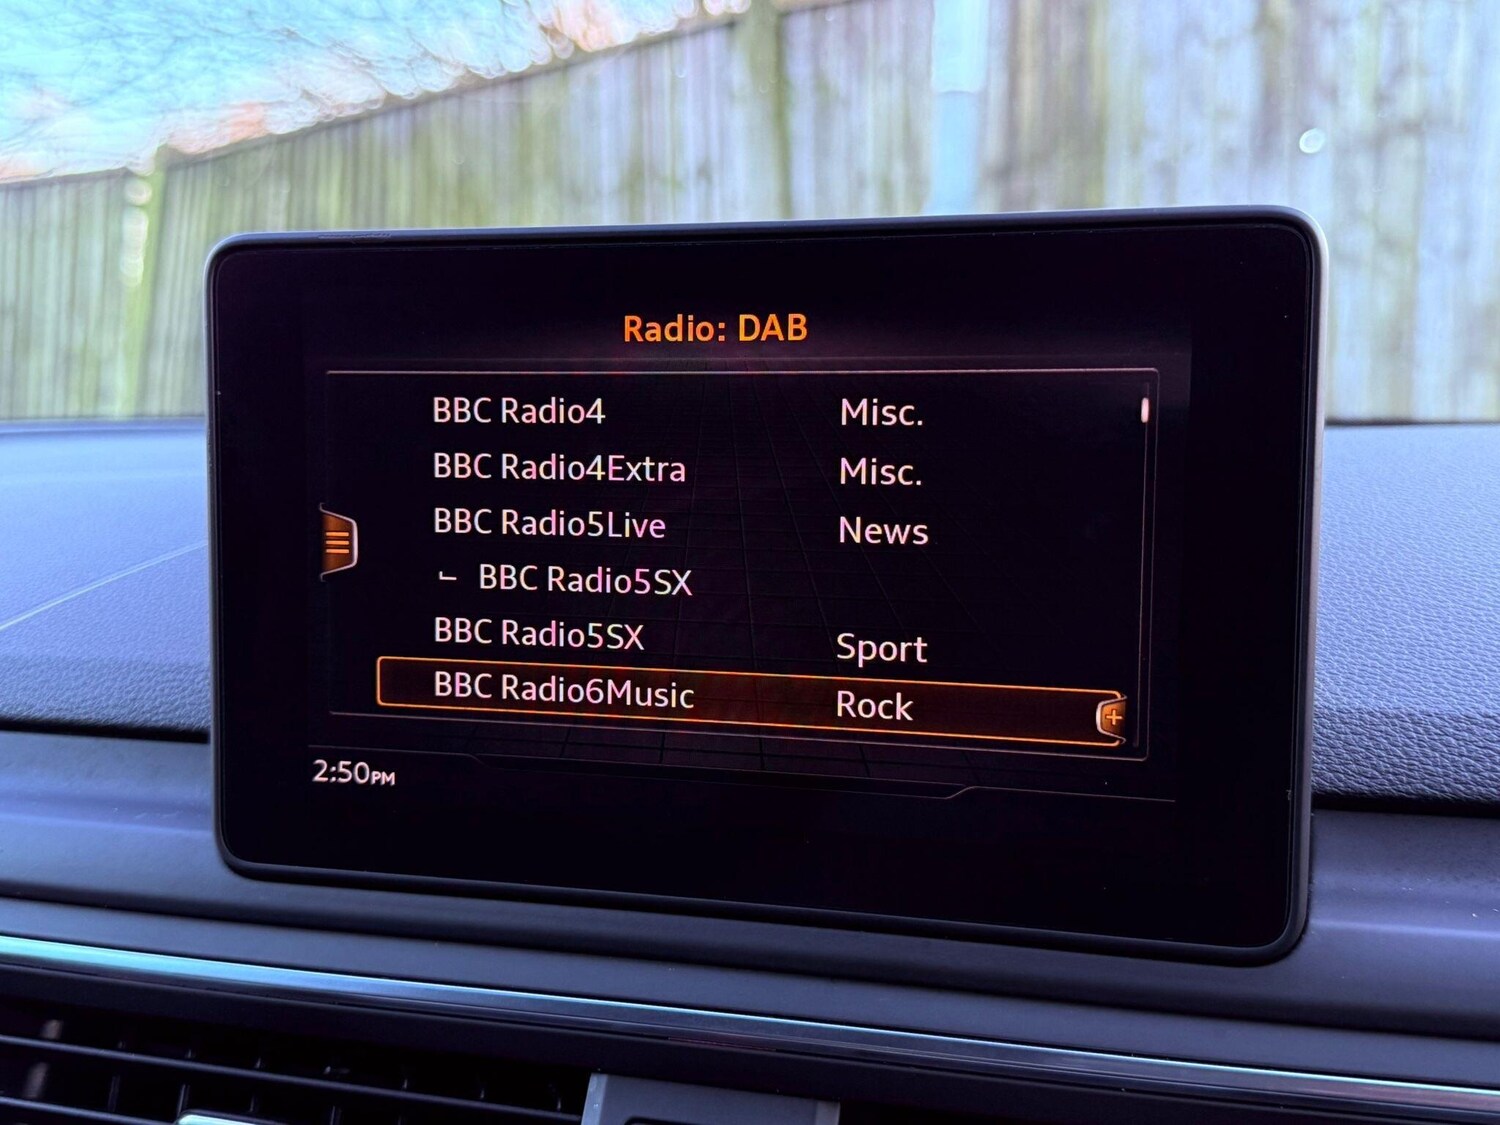 Radio: DAB
BBC Radio4 Misc.
BBC Radio4Extra Misc.
BBC Radio5Live News
BBC Radio5SX
BBC Radio5SX Sport
BBC Radio6Music Rock
2:50PM